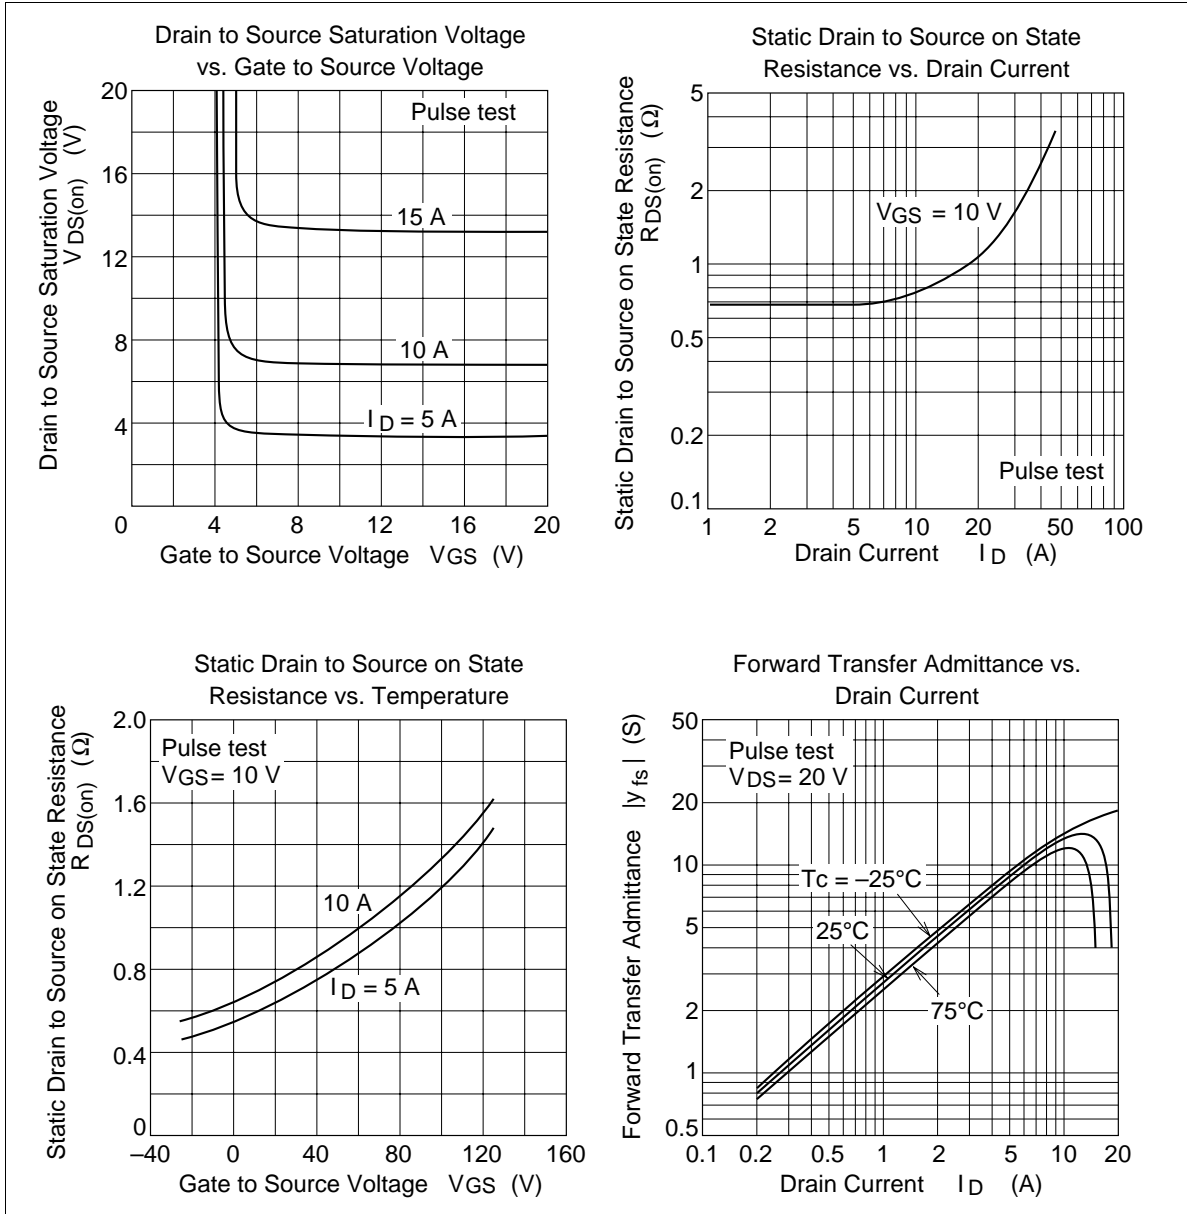 Drain to Source Saturation Voltage
vs. Gate to Source Voltage
20
16
12
8
4
0
4
8
12
16
20
Drain to Source Saturation Voltage
V DS(on) (V)
Pulse test
15 A
10 A
I D = 5 A
Gate to Source Voltage VGS (V)
Static Drain to Source on State
Resistance vs. Drain Current
5
2
1
0.5
0.2
0.1
1
2
5
10
20
50
100
Static Drain to Source on State Resistance
R DS(on) (Ω)
VGS = 10 V
Pulse test
Drain Current I D (A)
Static Drain to Source on State
Resistance vs. Temperature
2.0
1.6
1.2
0.8
0.4
0
–40
0
40
80
120
160
Static Drain to Source on State Resistance
R DS(on) (Ω)
Pulse test
VGS = 10 V
10 A
I D = 5 A
Gate to Source Voltage VGS (V)
Forward Transfer Admittance vs.
Drain Current
50
20
10
5
2
1
0.5
0.1
0.2
0.5
1
2
5
10
20
Forward Transfer Admittance |y fs | (S)
Pulse test
VDS = 20 V
Tc = –25°C
25°C
75°C
Drain Current I D (A)